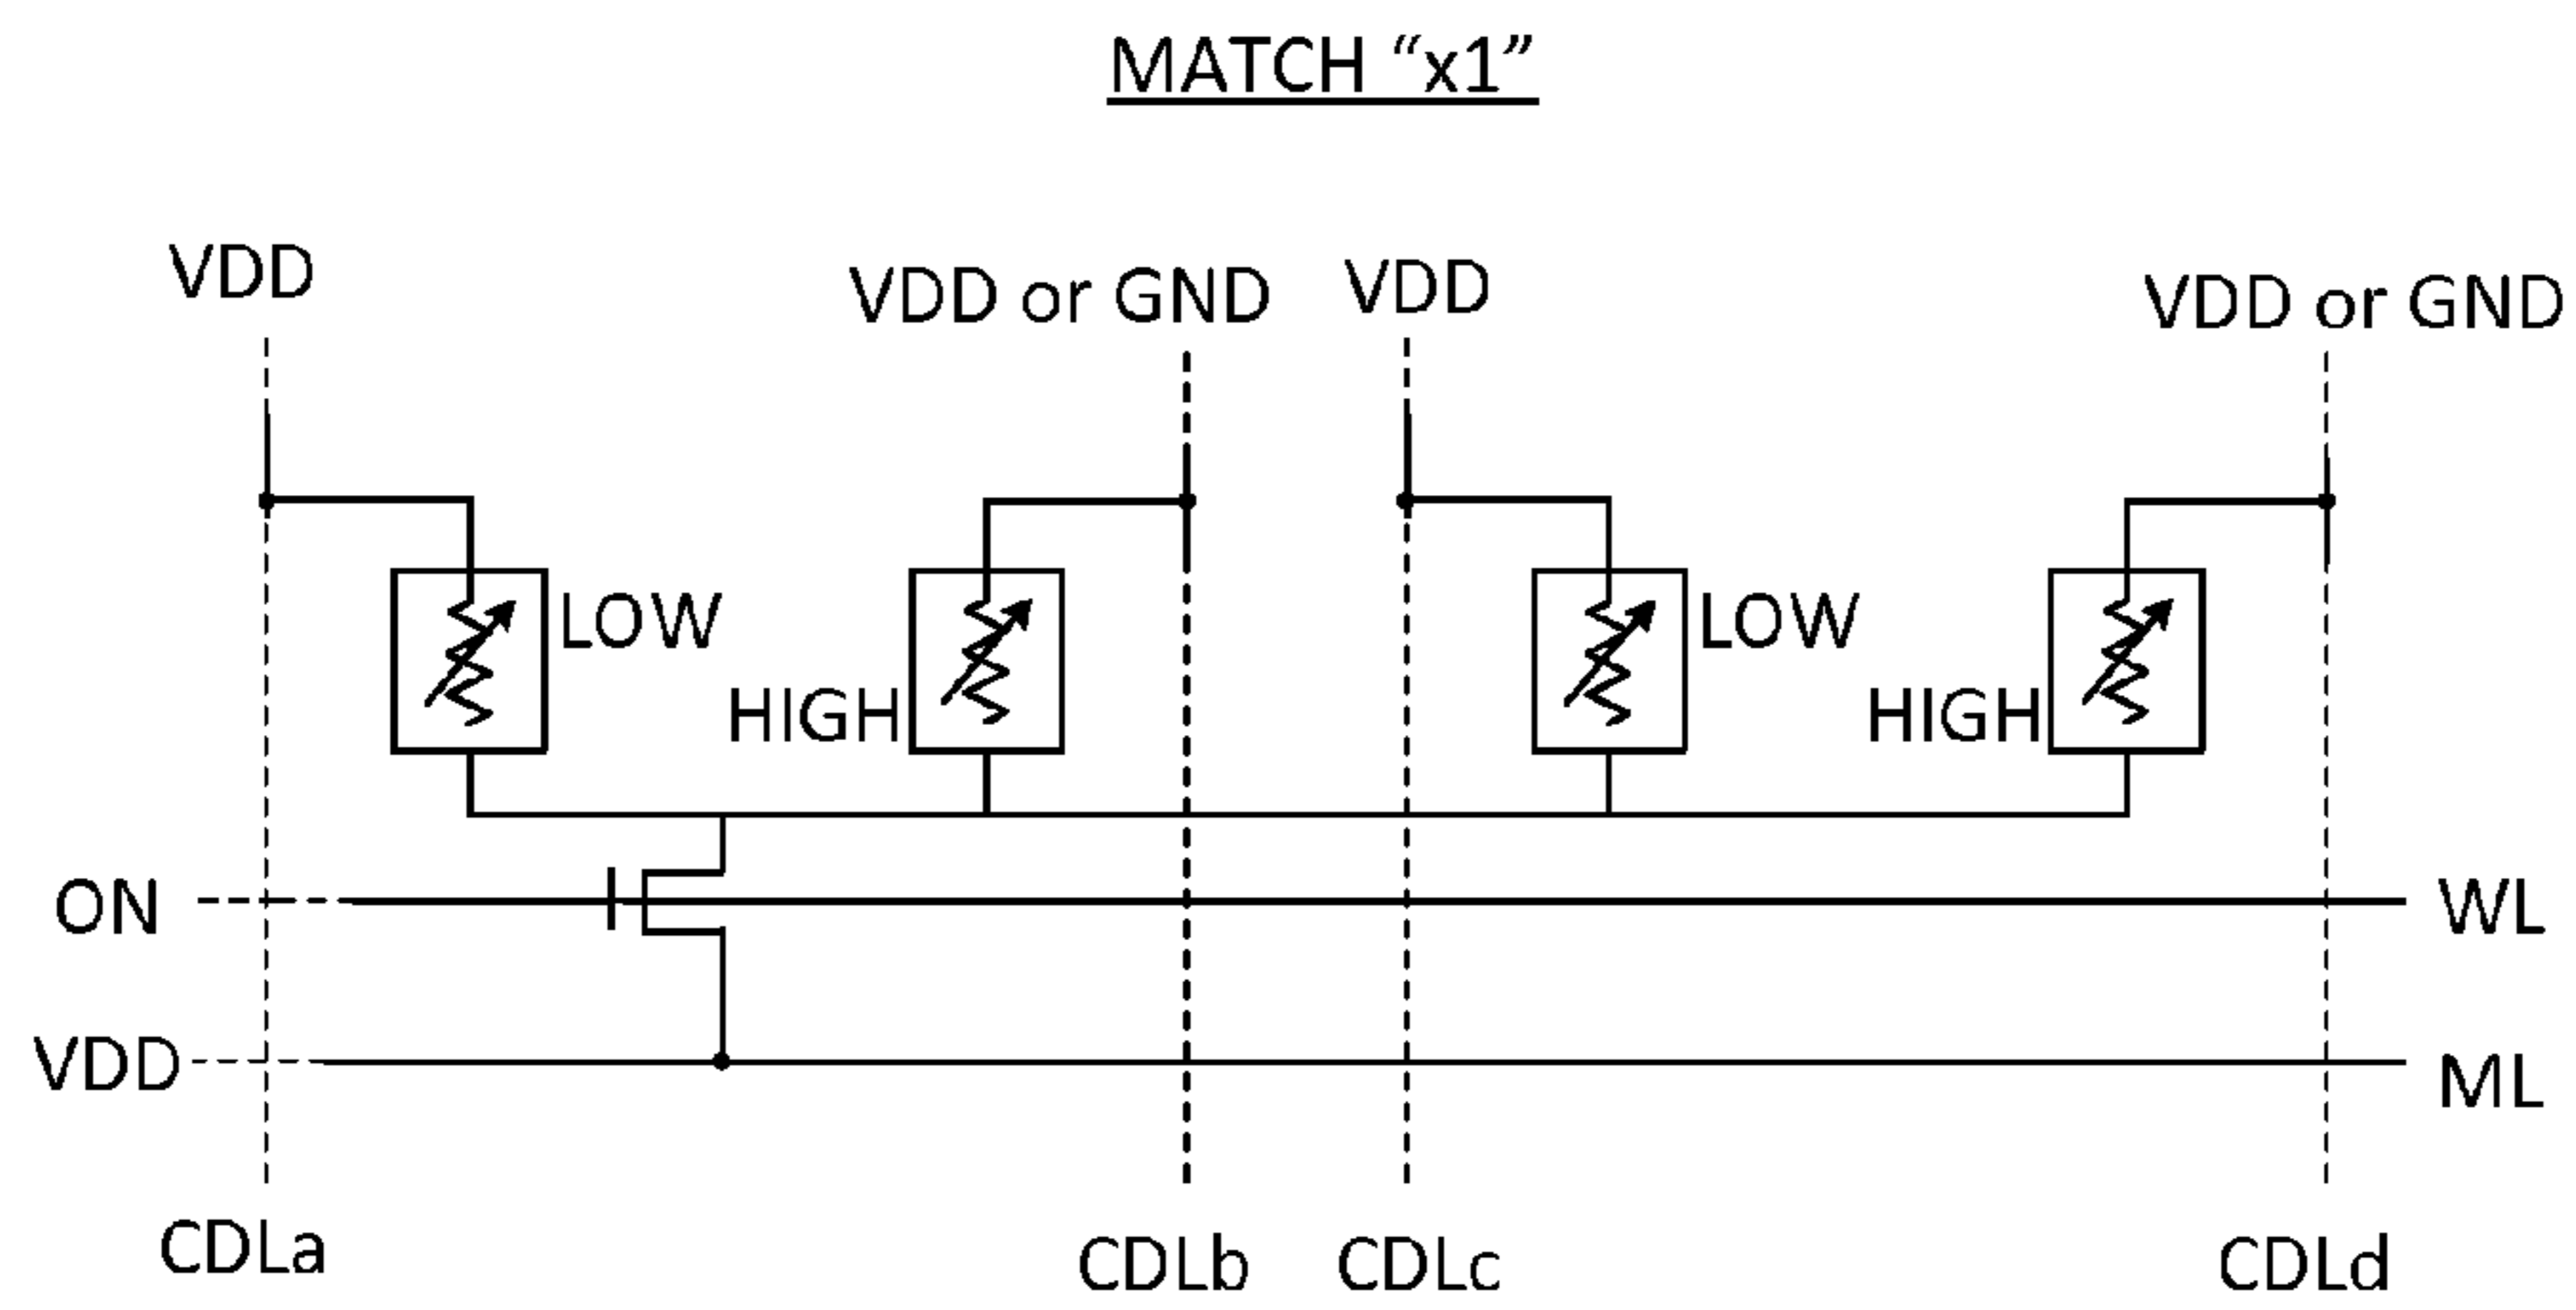 MATCH “x1”
VDD
VDD or GND
VDD
VDD or GND
LOW
HIGH
LOW
HIGH
ON
WL
VDD
ML
CDLa
CDLb
CDLc
CDLd